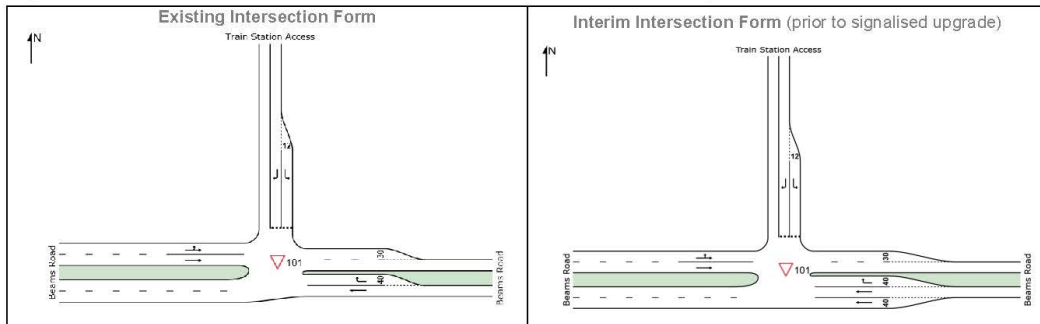 Existing Intersection Form
N
Train Station Access
12
Beams Road
101
30
40
Beams Road
Interim Intersection Form (prior to signalised upgrade)
N
Train Station Access
12
Beams Road
101
30
40
40
Beams Road